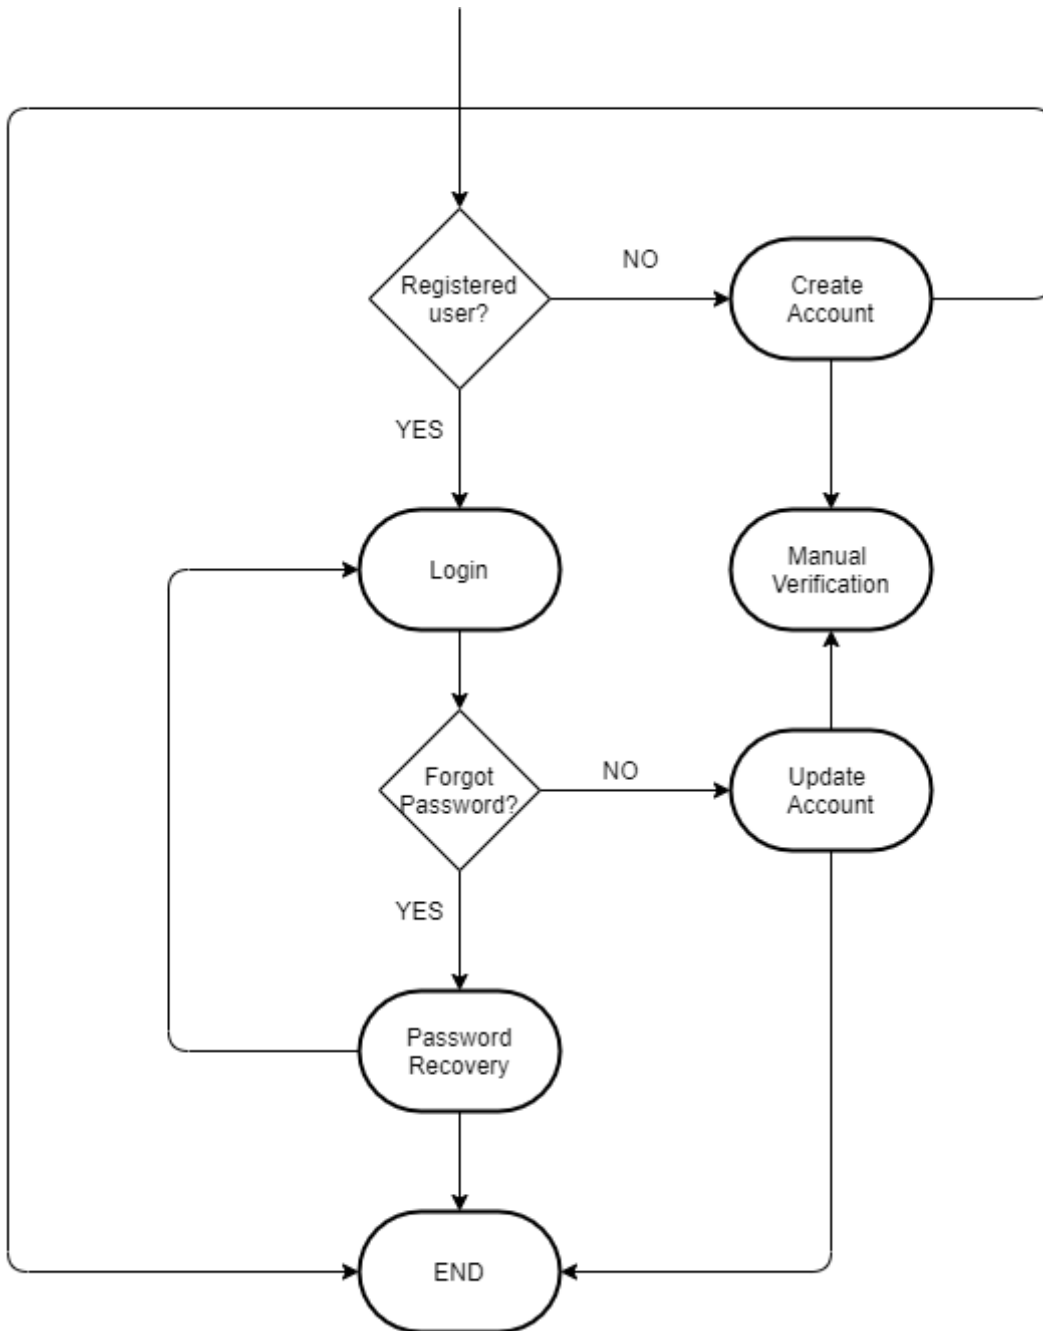 NO
Registered
user?
Create
Account
YES
Login
Manual
Verification
Forgot
Password?
NO
Update
Account
YES
Password
Recovery
END